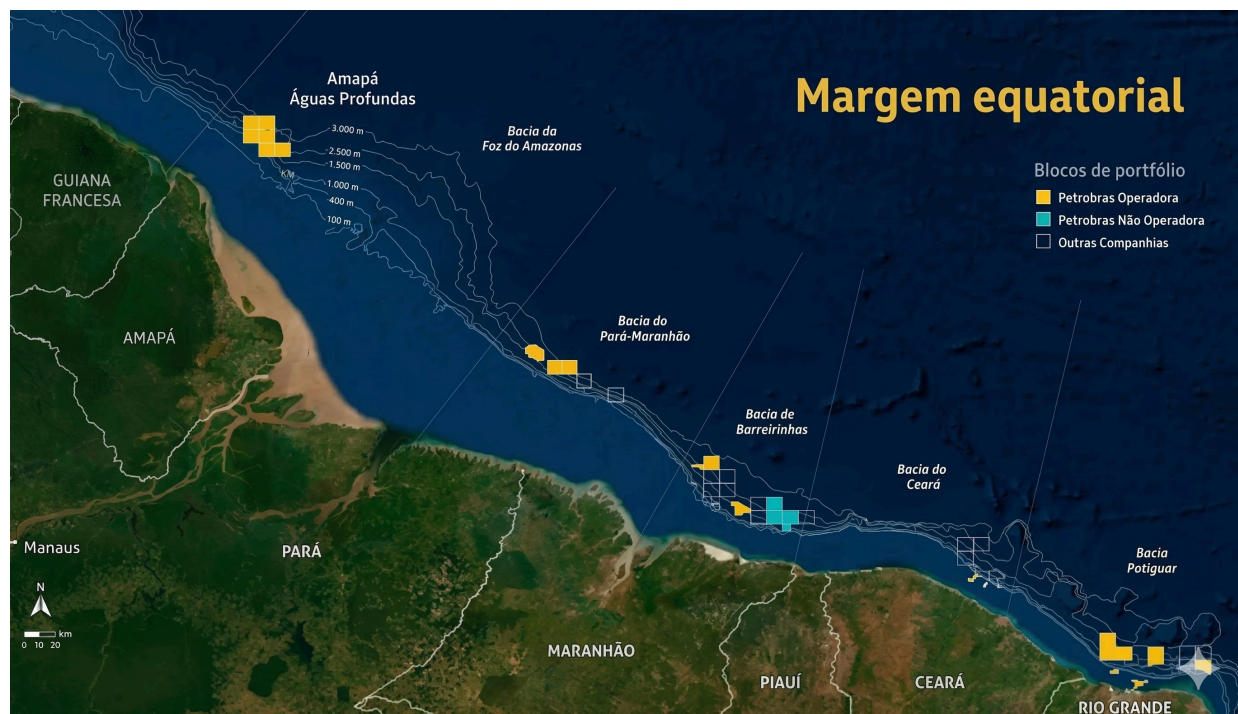 Margem equatorial
Amapá
Águas Profundas
Bacia da
Foz do Amazonas
3.000 m
2.500 m
1.500 m
KM
1.000 m
400 m
100 m
Blocos de portfólio
Petrobras Operadora
Petrobras Não Operadora
Outras Companhias
GUIANA
FRANCESA
AMAPÁ
Bacia do
Pará-Maranhão
Bacia de
Barreirinhas
Bacia do
Ceará
Bacia
Potiguar
Manaus
PARÁ
N
km
0 10 20
MARANHÃO
PIAUÍ
CEARÁ
RIO GRANDE